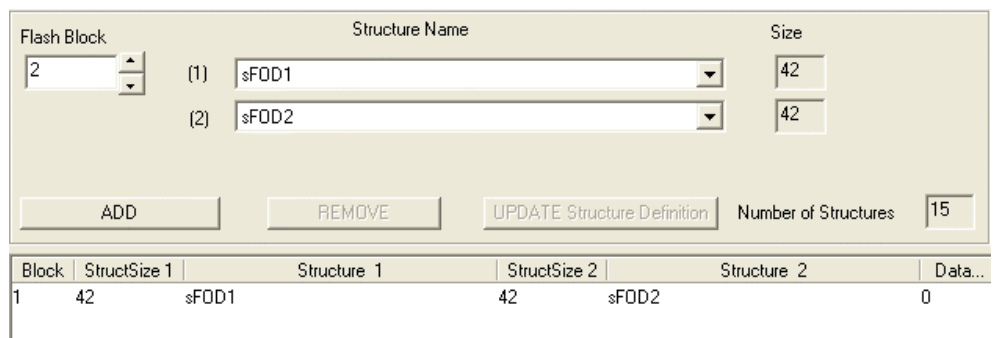 Flash Block Structure Name Size
2 (1) sFOD1 42
(2) sFOD2 42
ADD REMOVE UPDATE Structure Definition Number of Structures 15
Block StructSize 1 Structure 1 StructSize 2 Structure 2 Data...
1 42 sFOD1 42 sFOD2 0